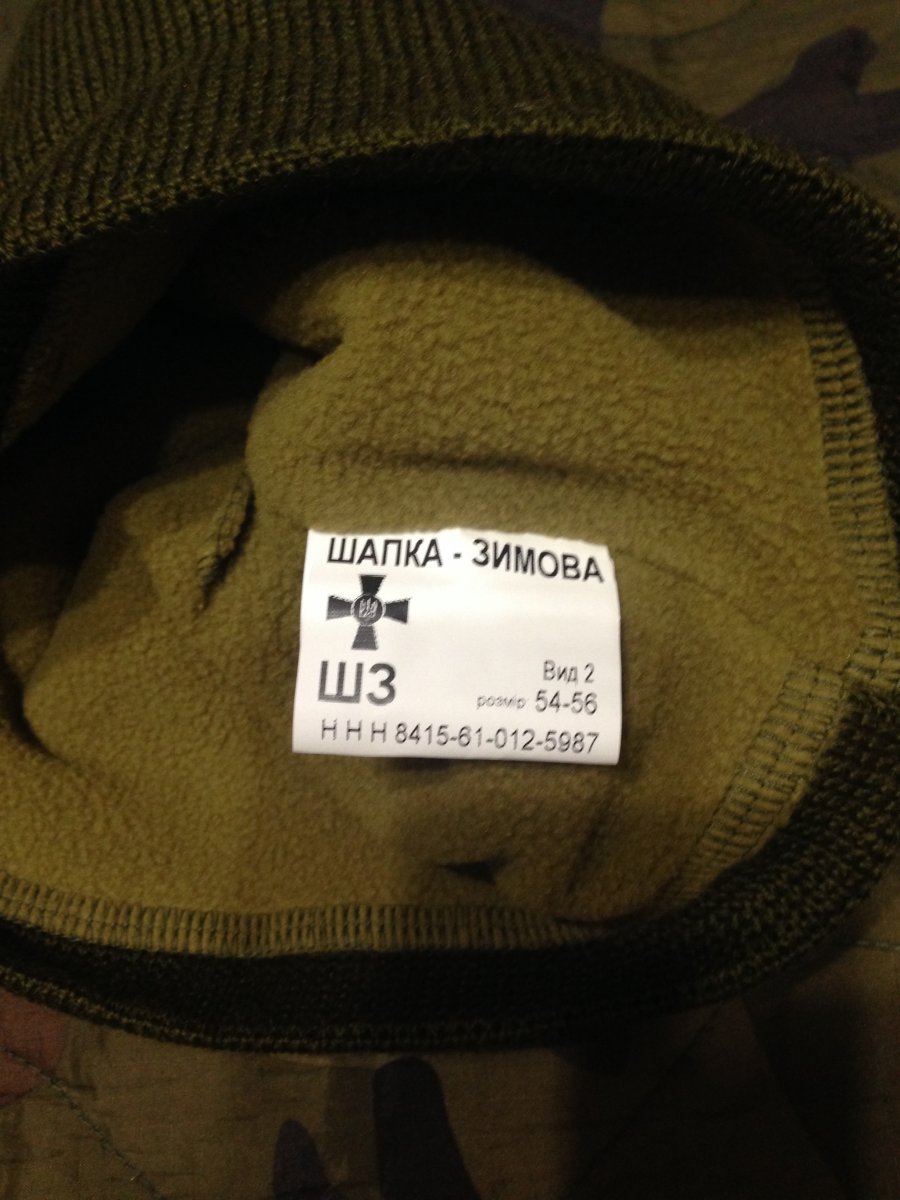 ШАПКА - ЗИМОВА
ШЗ
Вид 2
розмір: 54-56
Н Н Н 8415-61-012-5987